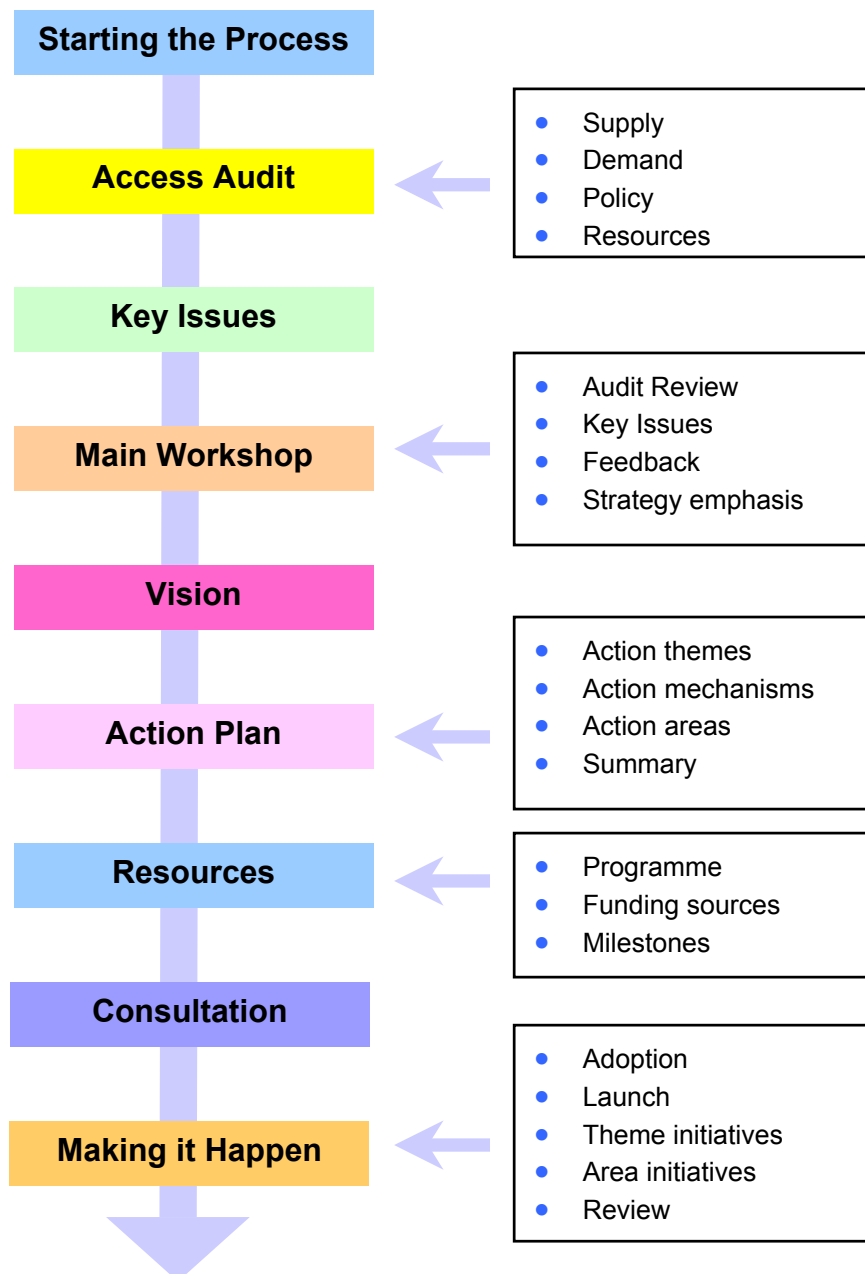 Starting the Process
Access Audit
• Supply
• Demand
• Policy
• Resources
Key Issues
Main Workshop
• Audit Review
• Key Issues
• Feedback
• Strategy emphasis
Vision
Action Plan
• Action themes
• Action mechanisms
• Action areas
• Summary
Resources
• Programme
• Funding sources
• Milestones
Consultation
Making it Happen
• Adoption
• Launch
• Theme initiatives
• Area initiatives
• Review